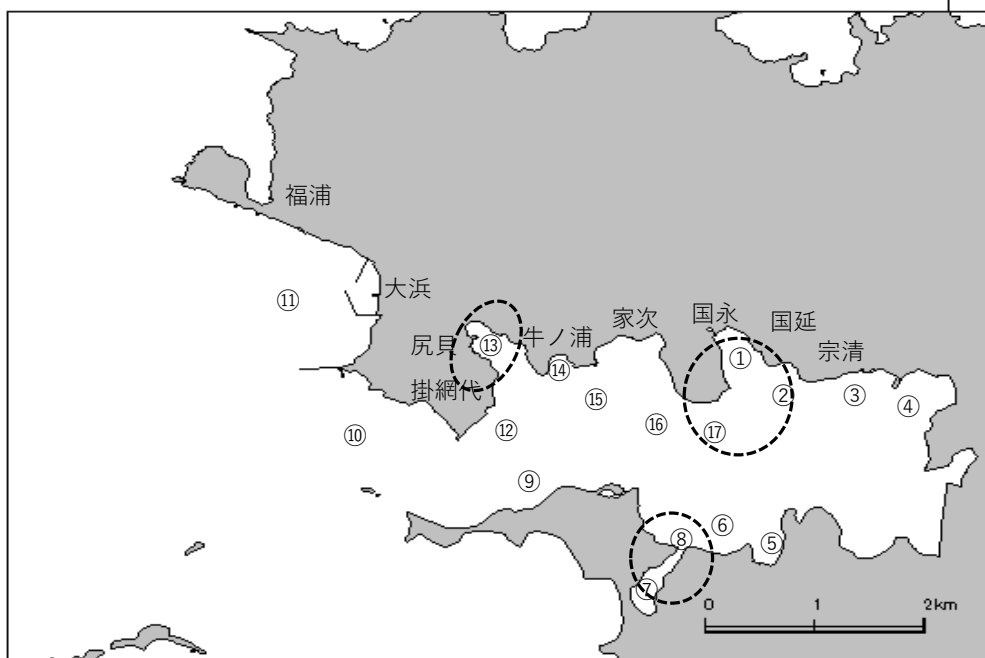 福浦
⑪
大浜
尻貝
⑬
牛ノ浦
家次
国永
国延
宗清
掛網代
⑭
①
⑮
②
③
④
⑩
⑫
⑯
⑰
⑨
⑥
⑤
⑧
⑦
0 1 2km